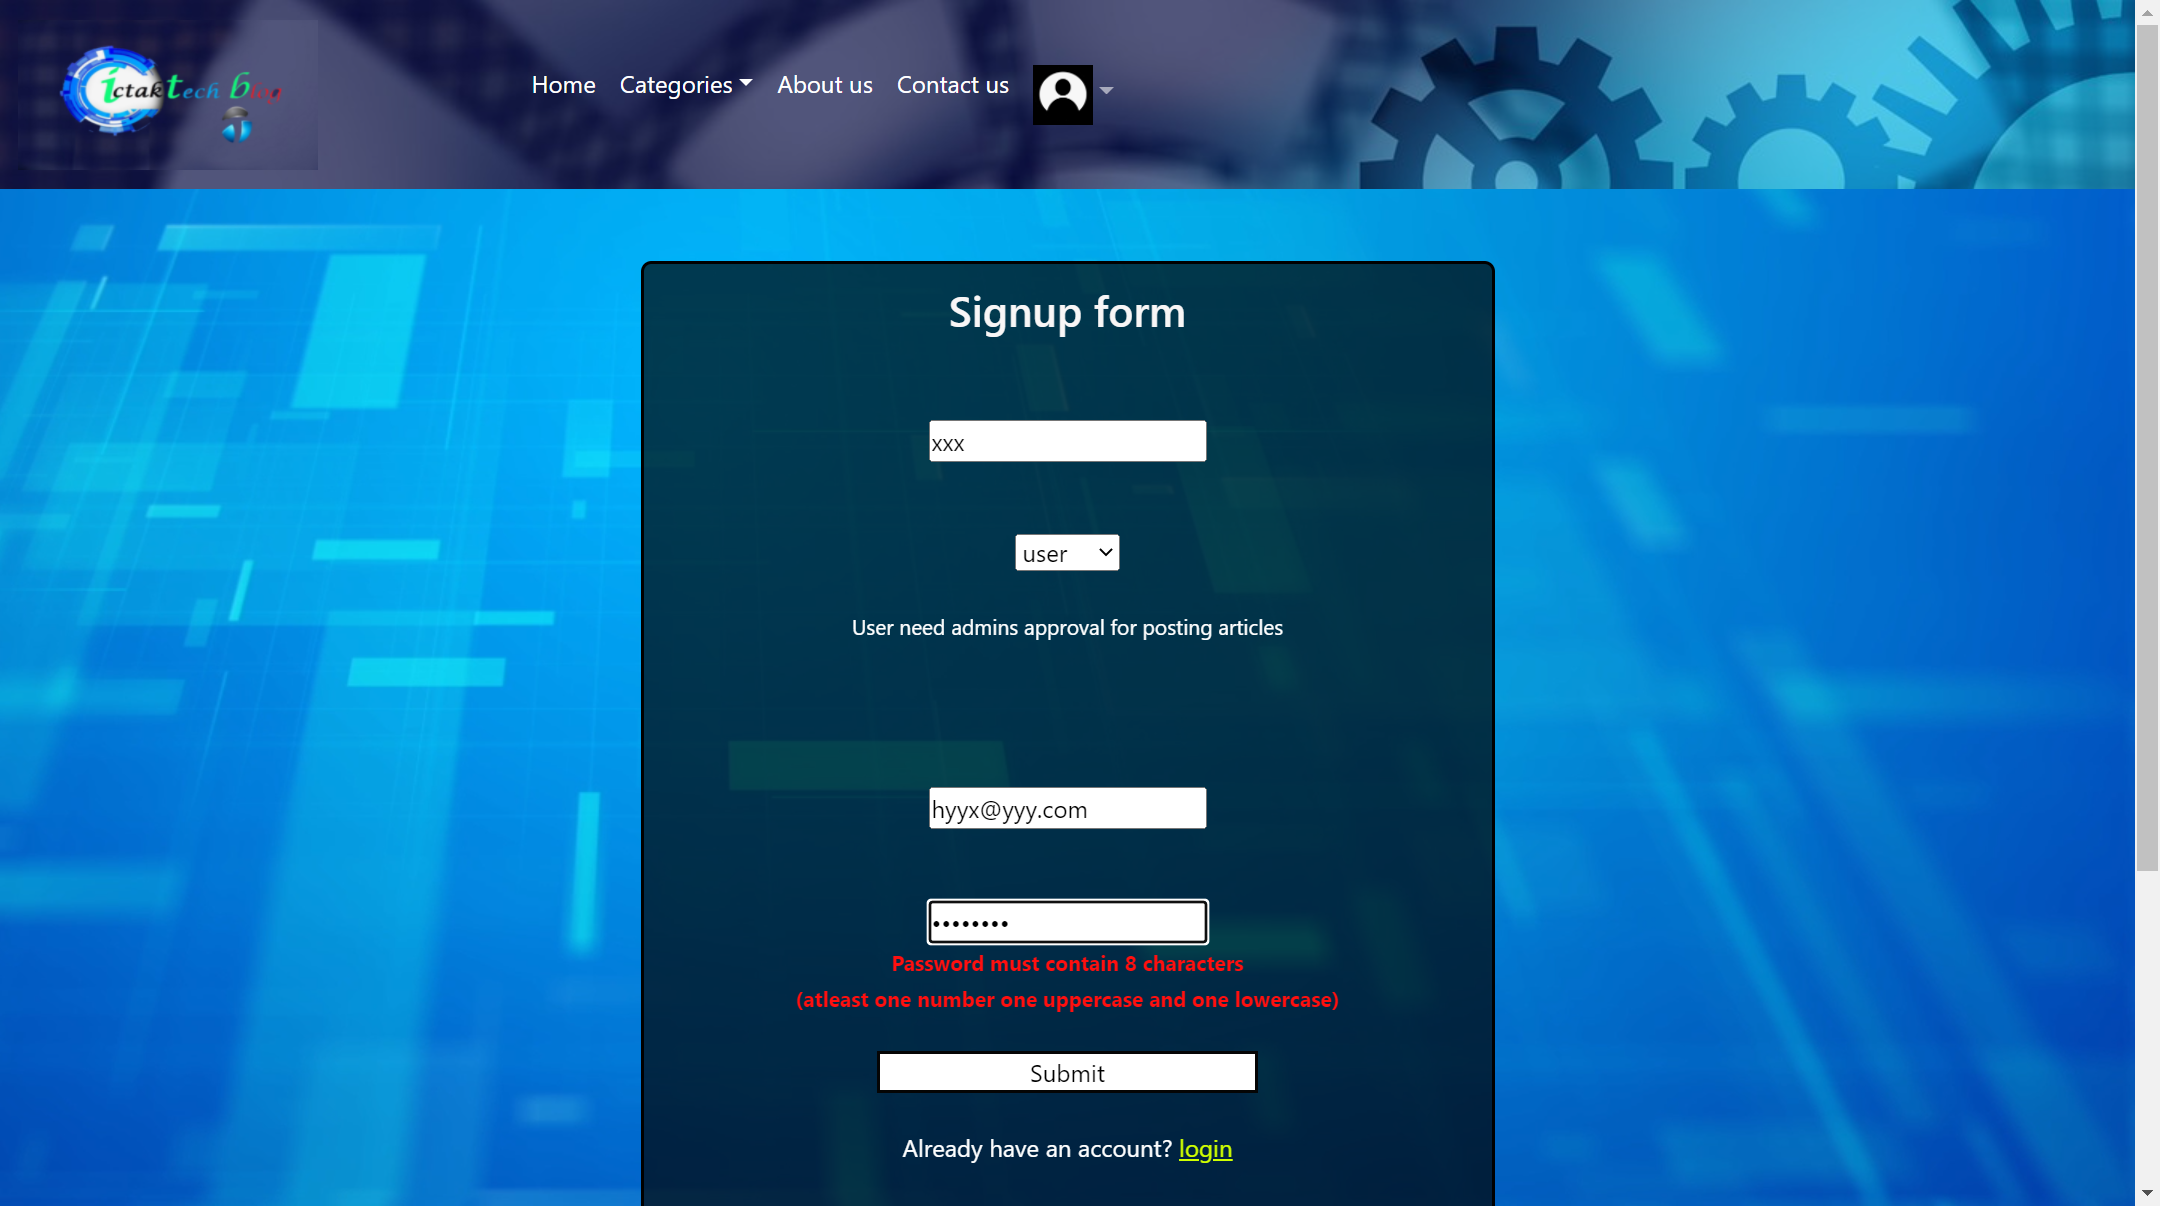 ictak Tech Blog
Home Categories About us Contact us
Signup form
xxx
user
User need admins approval for posting articles
hyyx@yyy.com
••••••••
Password must contain 8 characters
(atleast one number one uppercase and one lowercase)
Submit
Already have an account? login